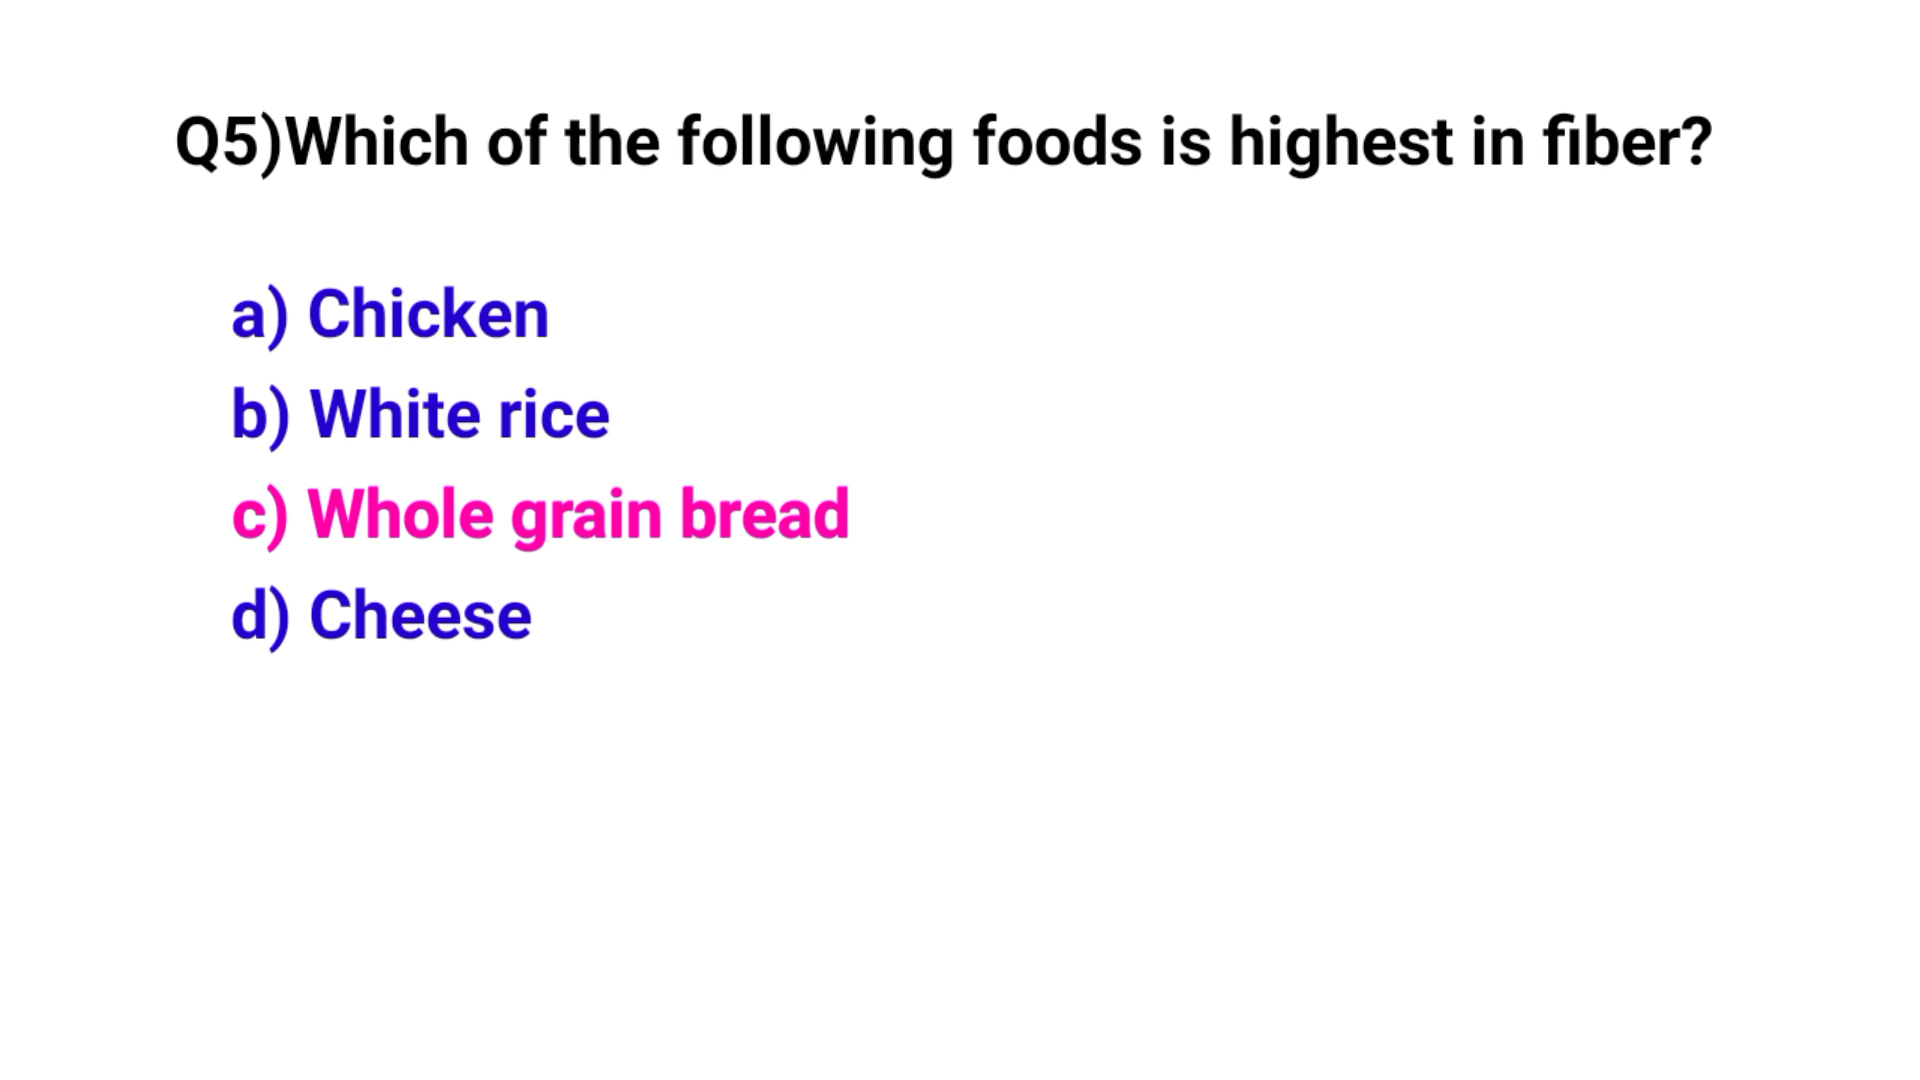 Q5)Which of the following foods is highest in fiber?
a) Chicken
b) White rice
c) Whole grain bread
d) Cheese